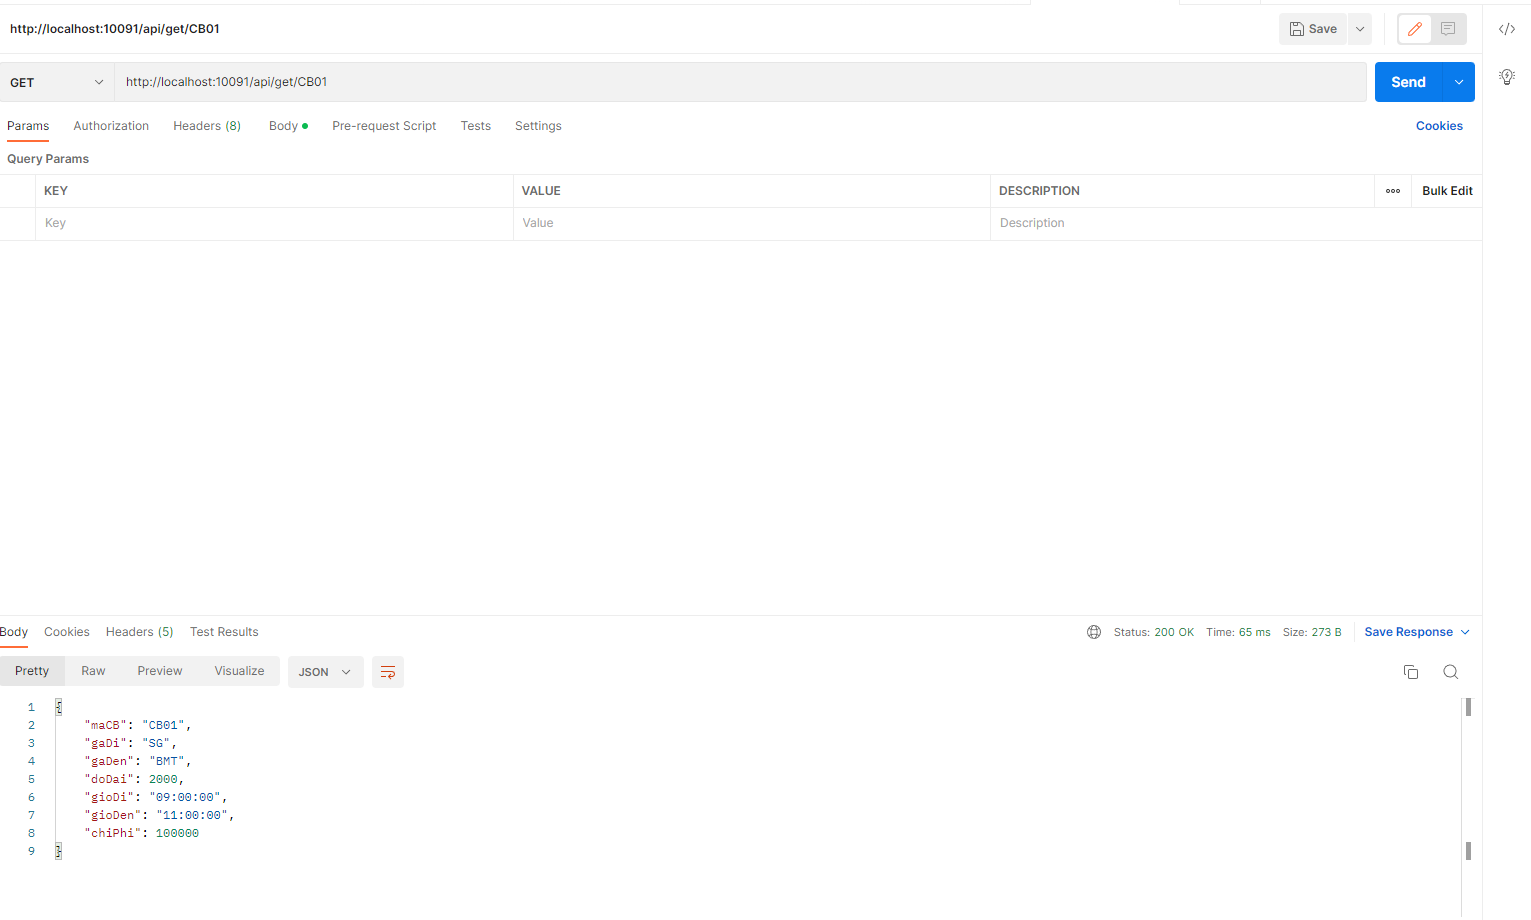 http://localhost:10091/api/get/CB01
Save
GET
http://localhost:10091/api/get/CB01
Send
Params Authorization Headers (8) Body Pre-request Script Tests Settings Cookies
Query Params
KEY VALUE DESCRIPTION Bulk Edit
Key Value Description
Body Cookies Headers (5) Test Results Status: 200 OK Time: 65 ms Size: 273 B Save Response
Pretty Raw Preview Visualize JSON
1 {
2 "maCB": "CB01",
3 "gaDi": "SG",
4 "gaDen": "BMT",
5 "doDai": 2000,
6 "gioDi": "09:00:00",
7 "gioDen": "11:00:00",
8 "chiPhi": 100000
9 }